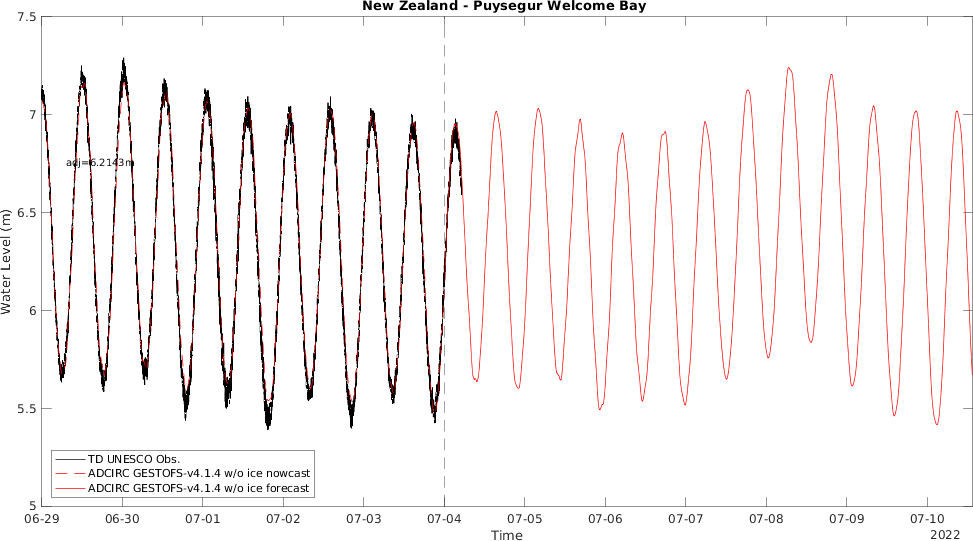 New Zealand - Puysegur Welcome Bay
7.5
7
6.5
6
5.5
5
Water Level (m)
adj=6.2143m
TD UNESCO Obs.
ADCIRC GESTOFS-v4.1.4 w/o ice nowcast
ADCIRC GESTOFS-v4.1.4 w/o ice forecast
06-29 06-30 07-01 07-02 07-03 07-04 07-05 07-06 07-07 07-08 07-09 07-10
Time
2022